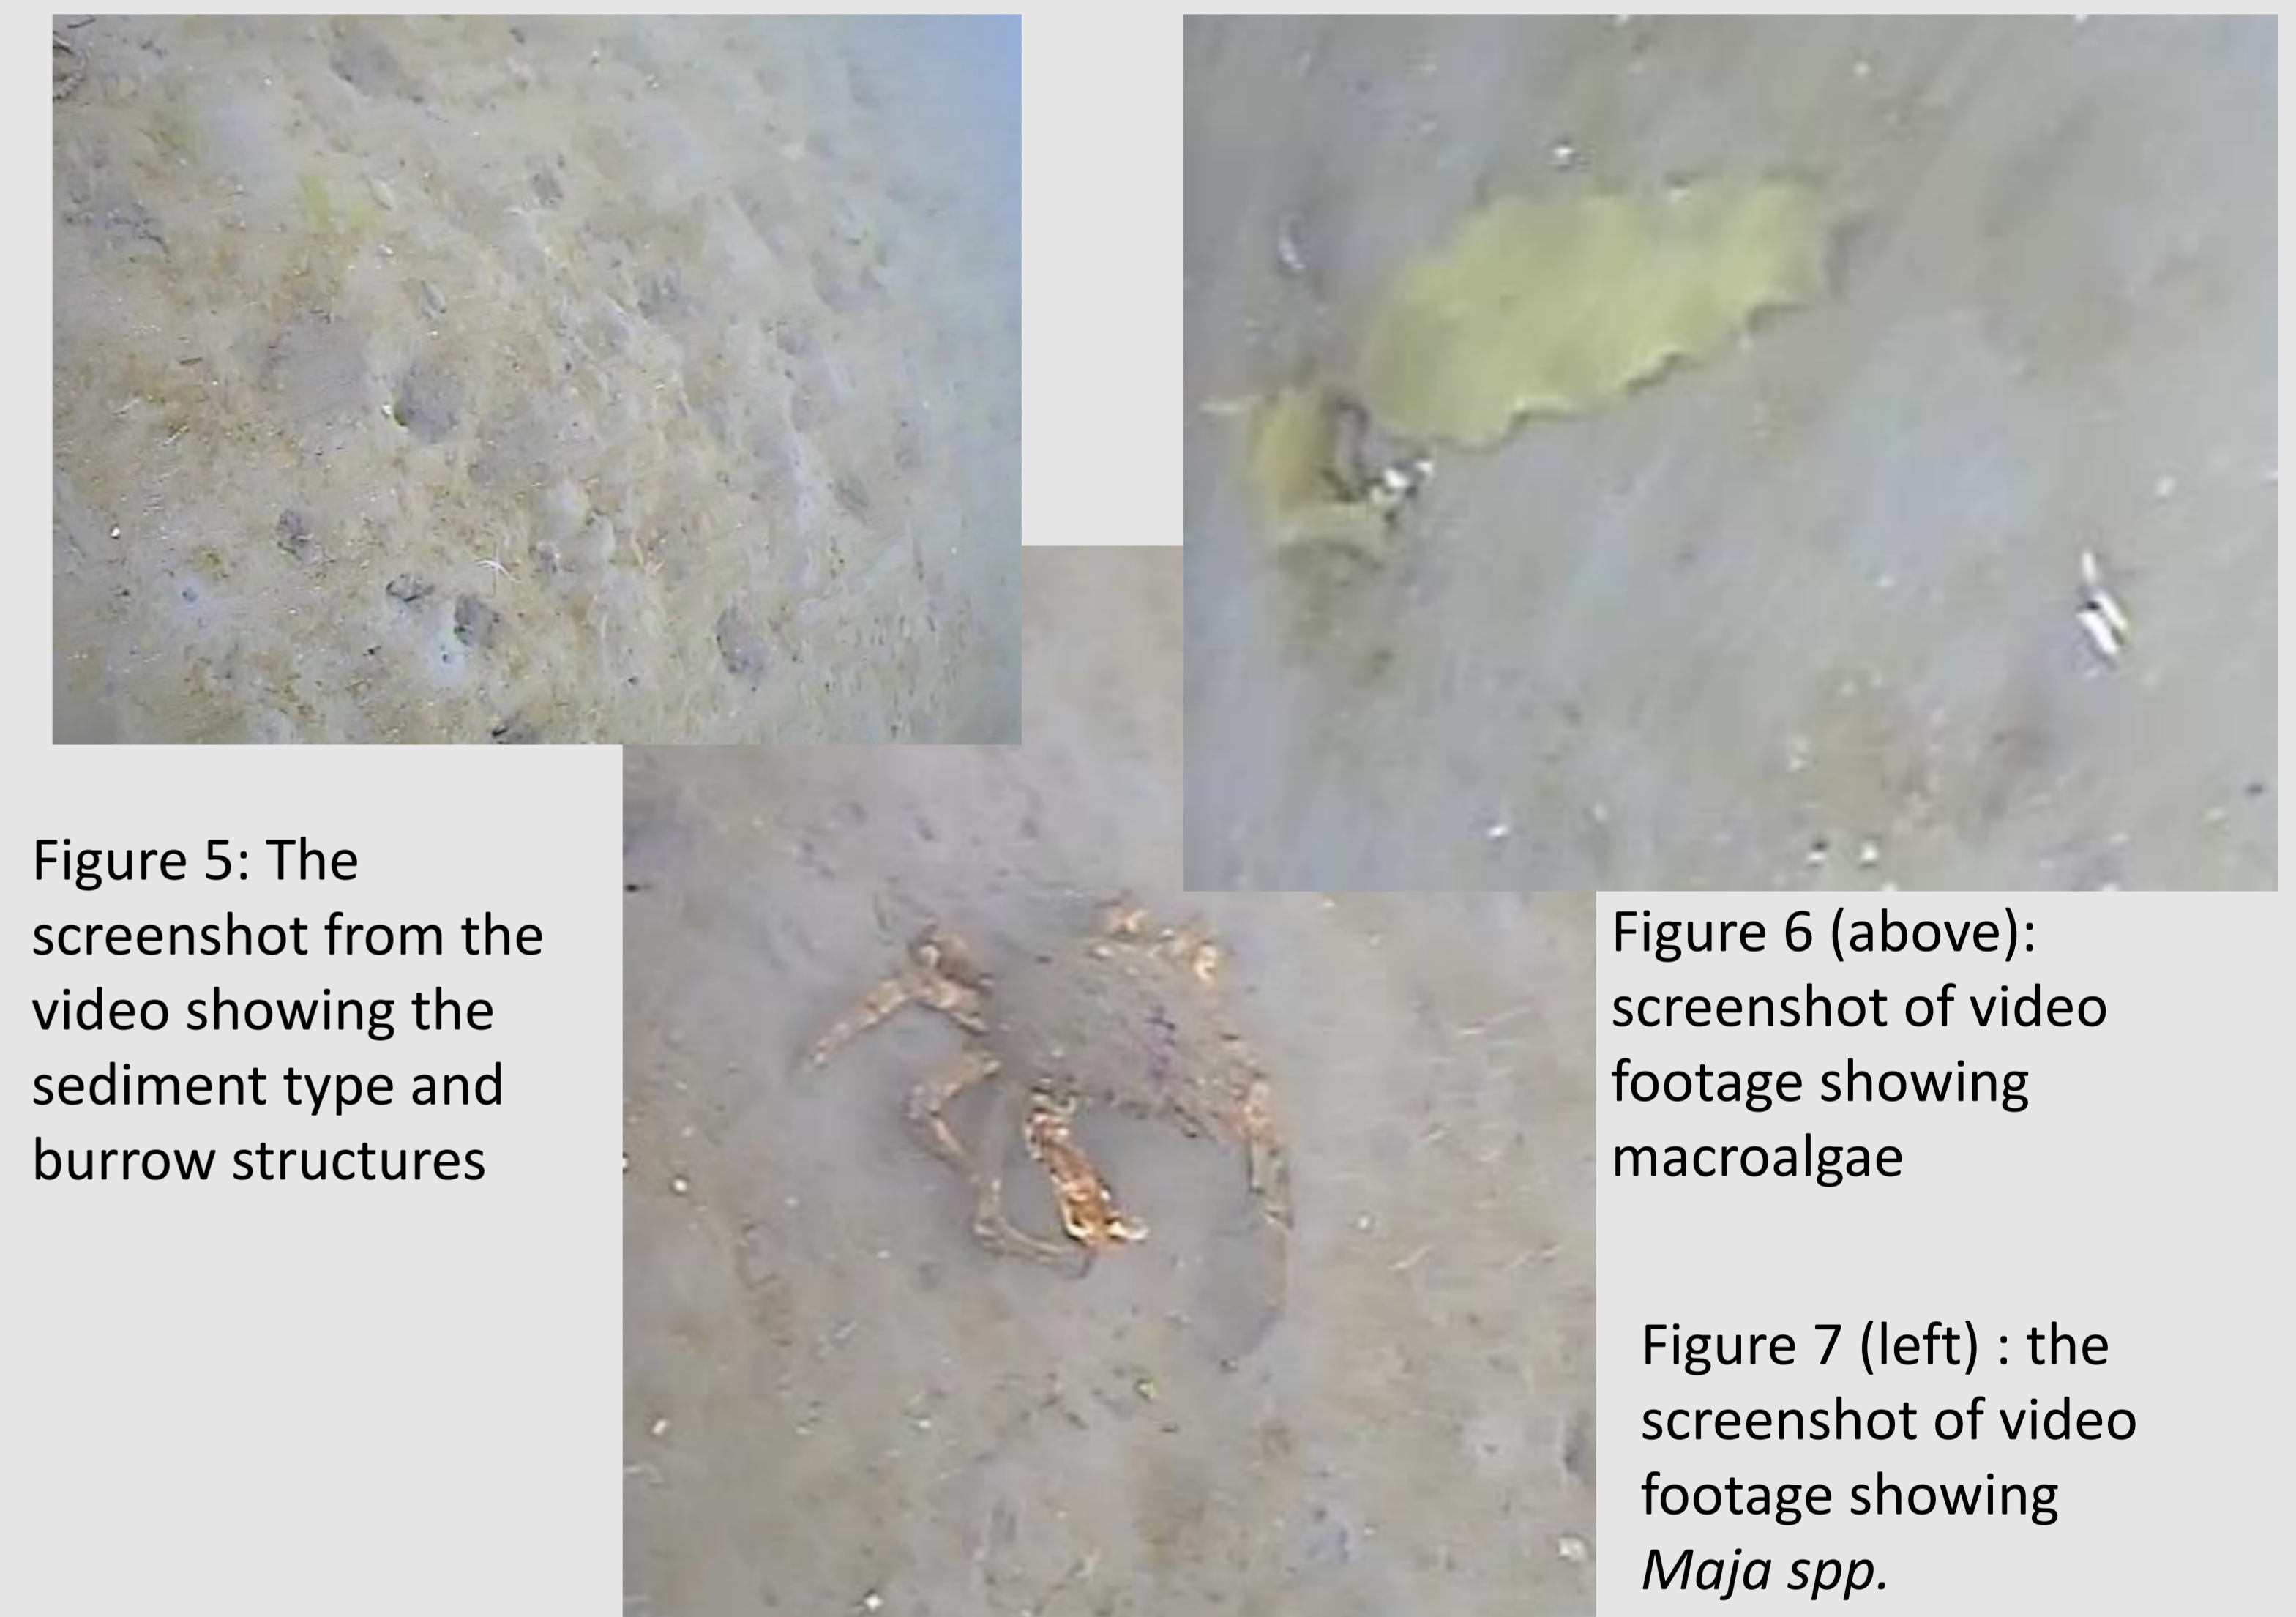 Figure 5: The
screenshot from the
video showing the
sediment type and
burrow structures
Figure 6 (above):
screenshot of video
footage showing
macroalgae
Figure 7 (left) : the
screenshot of video
footage showing
Maja spp.